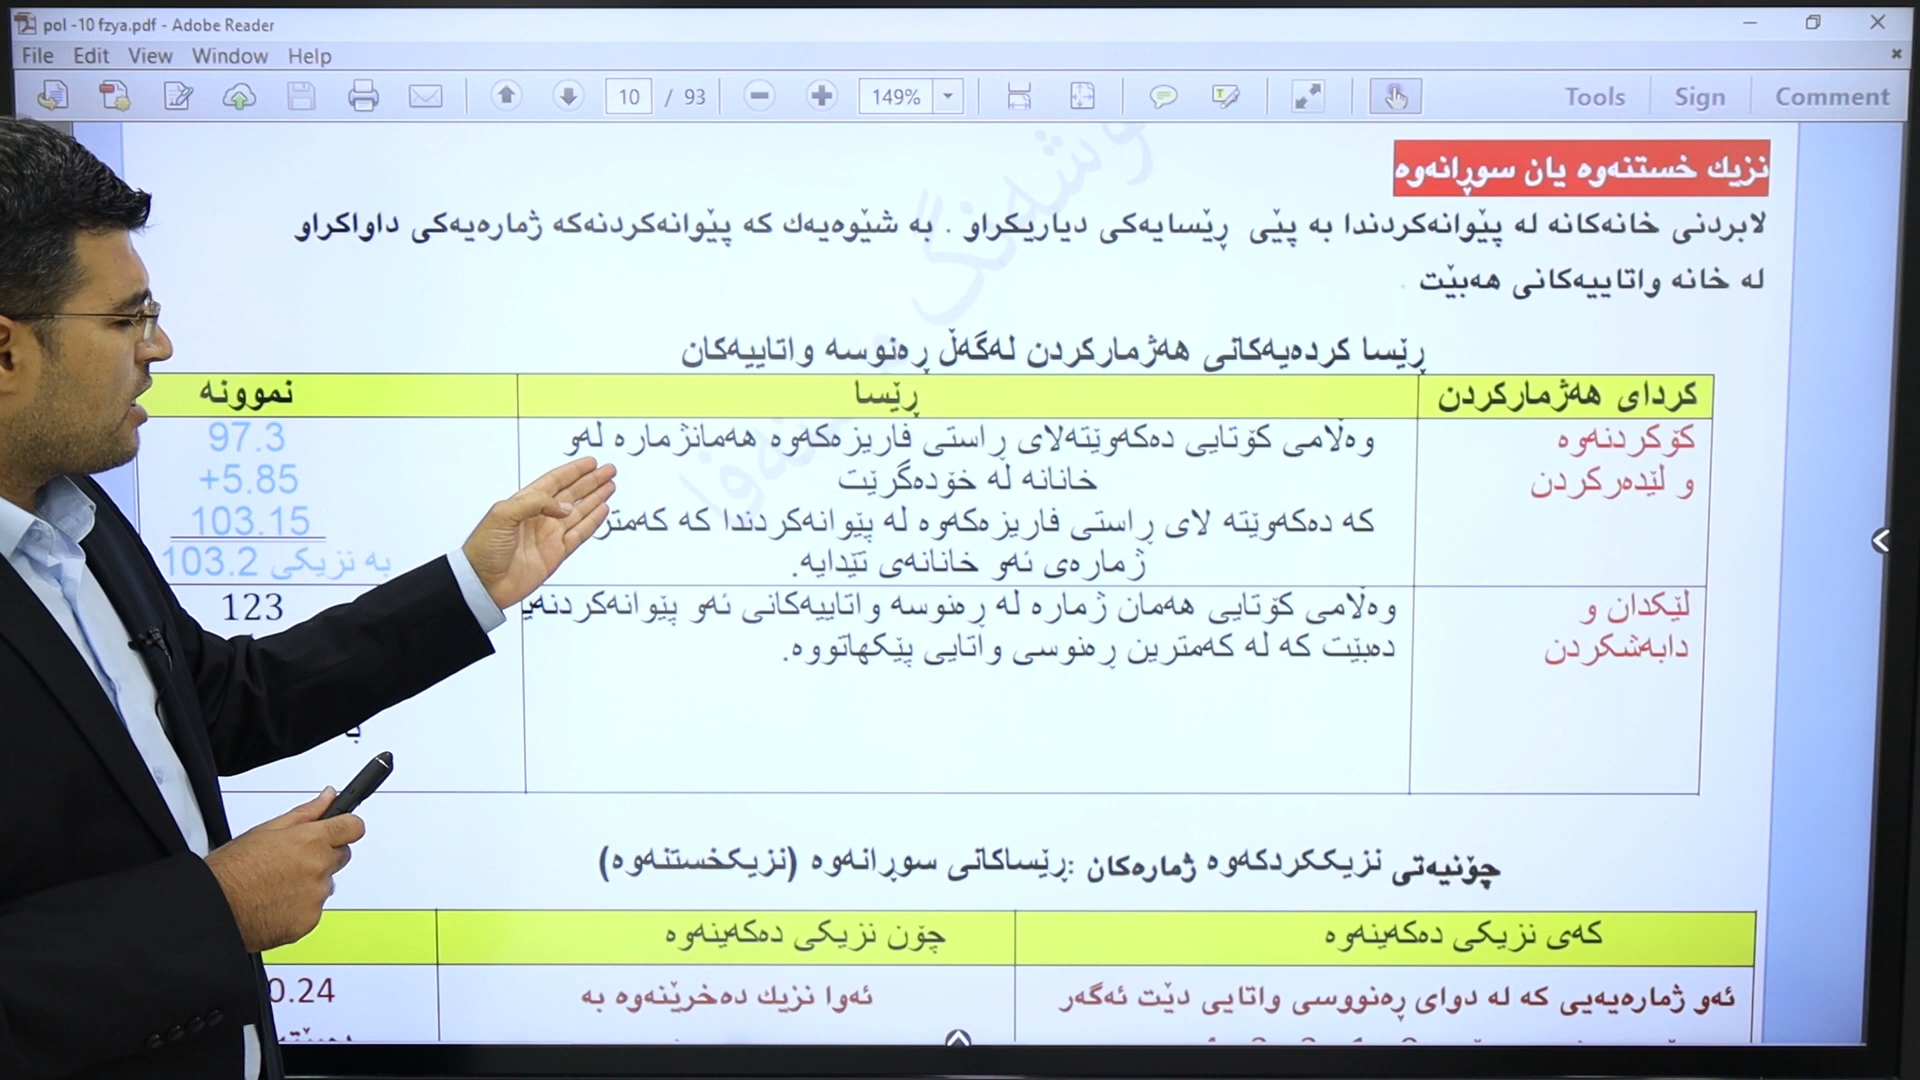 pol -10 fzya.pdf - Adobe Reader
File Edit View Window Help
10 / 93 149% Tools Sign Comment
نزیك خستنەوە یان سوڕانەوە
لابردنی خانەکانە لە پێوانەکردندا بە پێی ڕێسایەکی دیاریکراو . بە شێوەیەك کە پێوانەکردنەکە ژمارەیەکی داواکراو
لە خانە واتاییەکانی هەبێت .
ڕێسا کردەیەکانی هەژمارکردن لەگەڵ ڕەنوسە واتاییەکان
کردای هەژمارکردن ڕێسا نموونە
کۆکردنەوە
و لێدەرکردن
وەڵامی کۆتایی دەکەوێتەلای ڕاستی فاریزەکەوە هەمانژمارە لەو
خانانە لە خۆدەگرێت
کە دەکەوێتە لای ڕاستی فاریزەکەوە لە پێوانەکردندا کە کەمتر
ژمارەی ئەو خانانەی تێدایە.
97.3
+5.85
103.15
بە نزیکی 103.2
لێکدان و
دابەشکردن
وەڵامی کۆتایی هەمان ژمارە لە ڕەنوسە واتاییەکانی ئەو پێوانەکردنەی
دەبێت کە لە کەمترین ڕەنوسی واتایی پێکهاتووە.
123
چۆنیەتی نزیککردکەوە ژمارەکان :ڕێساکانی سوڕانەوە (نزیکخستنەوە)
کەی نزیکی دەکەینەوە چۆن نزیکی دەکەینەوە
ئەو ژمارەیەیی کە لە دوای ڕەنووسی واتایی دێت ئەگەر ئەوا نزیك دەخرێنەوە بە 0.24